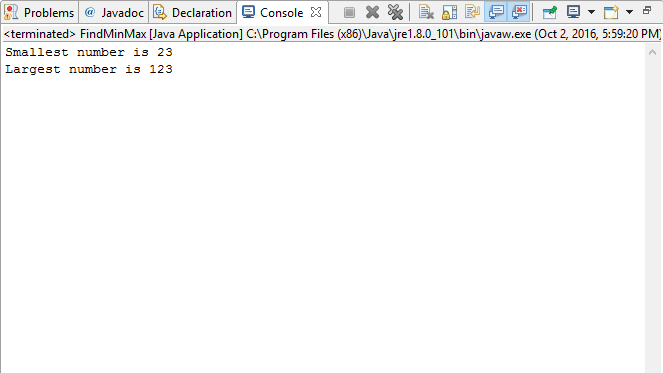 Problems @ Javadoc Declaration Console
<terminated> FindMinMax [Java Application] C:\Program Files (x86)\Java\jre1.8.0_101\bin\javaw.exe (Oct 2, 2016, 5:59:20 PM)
Smallest number is 23
Largest number is 123